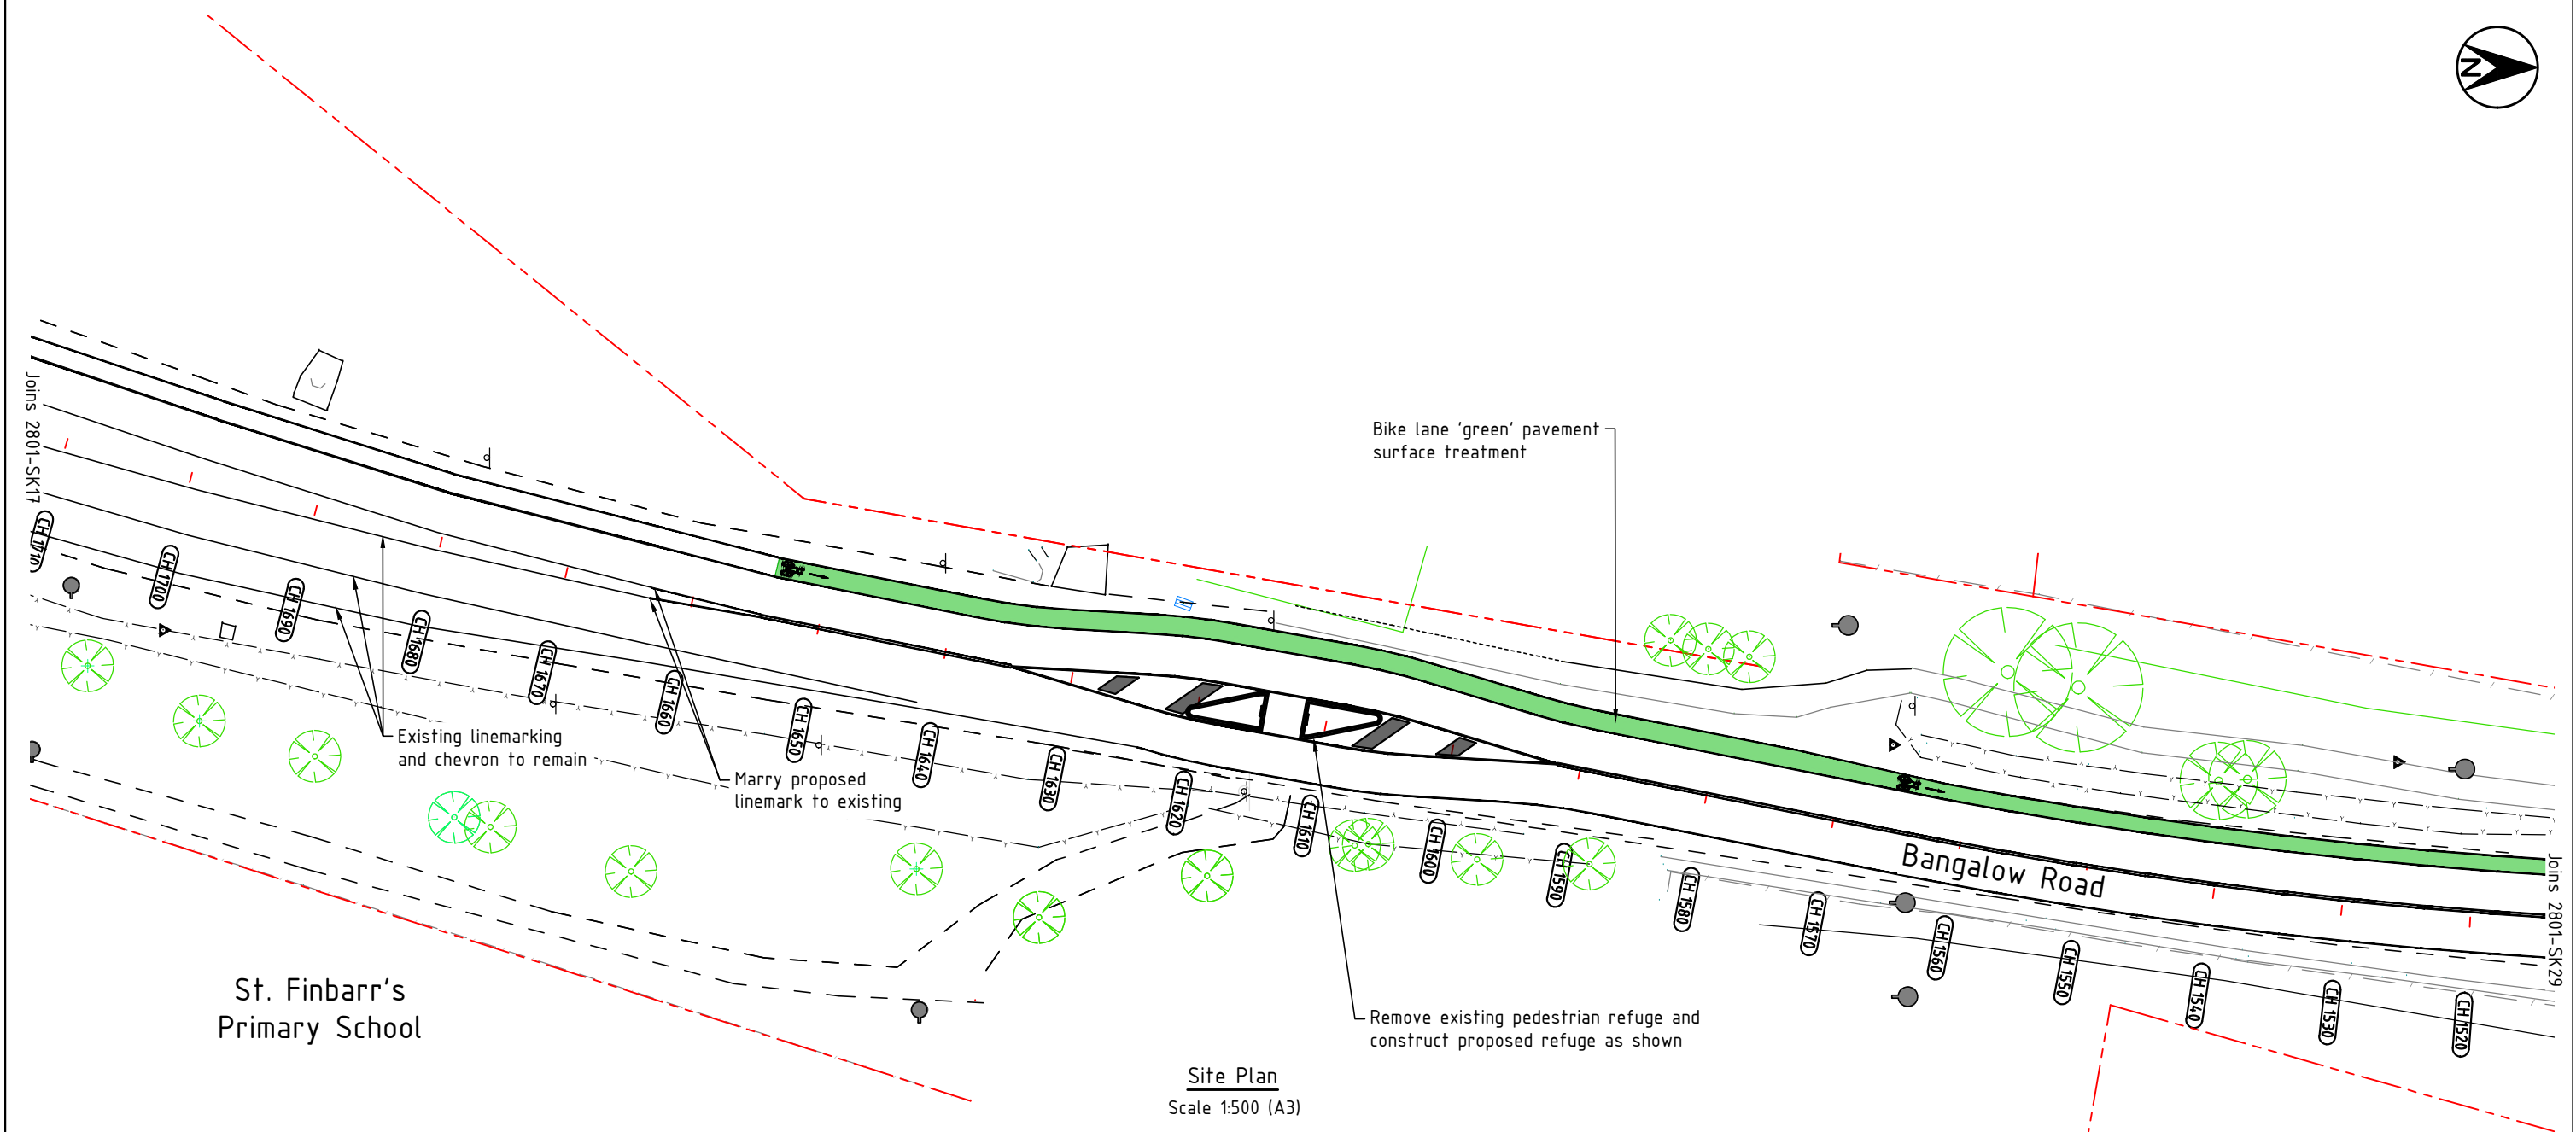 N
Bike lane 'green' pavement
surface treatment
Joins 2801-SK17
CH 1710
CH 1700
CH 1690
CH 1680
CH 1670
CH 1660
CH 1650
CH 1640
CH 1630
CH 1620
CH 1610
CH 1600
CH 1590
CH 1580
CH 1570
CH 1560
CH 1550
CH 1540
CH 1530
CH 1520
Existing linemarking
and chevron to remain
Marry proposed
linemark to existing
Bangalow Road
Joins 2801-SK29
St. Finbarr's
Primary School
Remove existing pedestrian refuge and
construct proposed refuge as shown
Site Plan
Scale 1:500 (A3)